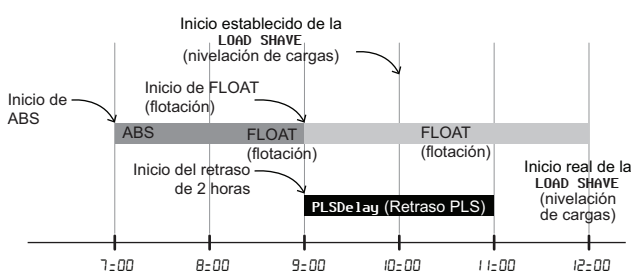 Inicio establecido de la
LOAD SHAVE
(nivelación de cargas)
Inicio de
ABS
Inicio de FLOAT
(flotación)
ABS
FLOAT
(flotación)
FLOAT
(flotación)
Inicio del retraso
de 2 horas
PLSDelay (Retraso PLS)
Inicio real de la
LOAD SHAVE
(nivelación
de cargas)
7:00 8:00 9:00 10:00 11:00 12:00